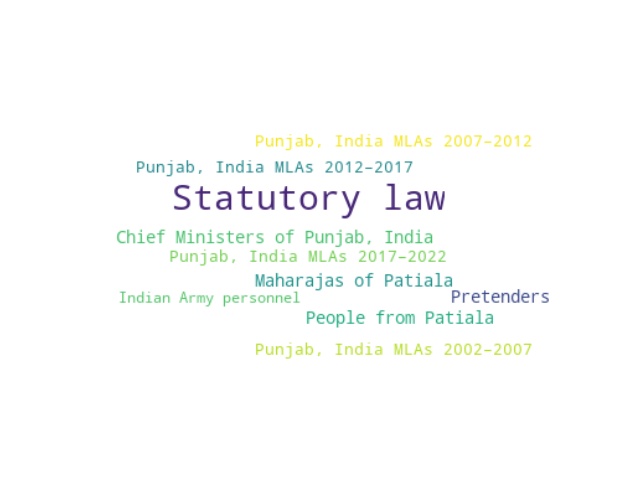 Punjab, India MLAs 2007–2012
Punjab, India MLAs 2012–2017
Statutory law
Chief Ministers of Punjab, India
Punjab, India MLAs 2017–2022
Maharajas of Patiala
Indian Army personnel
Pretenders
People from Patiala
Punjab, India MLAs 2002–2007